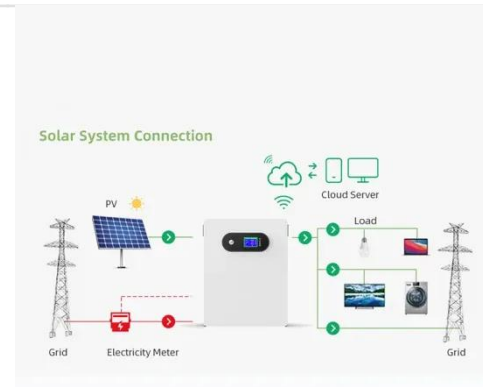 Solar System Connection
Cloud Server
PV
Load
Grid
Electricity Meter
Grid